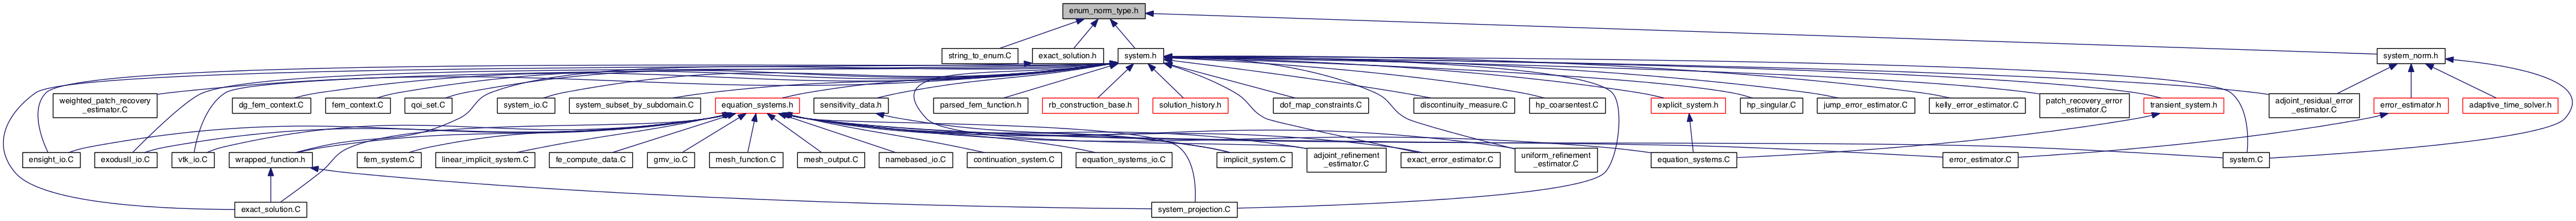 enum_norm_type.h
string_to_enum.C
exact_solution.h
system.h
system_norm.h
weighted_patch_recovery
_estimator.C
dg_fem_context.C
fem_context.C
qoi_set.C
system_io.C
system_subset_by_subdomain.C
equation_systems.h
sensitivity_data.h
parsed_fem_function.h
rb_construction_base.h
solution_history.h
dof_map_constraints.C
discontinuity_measure.C
hp_coarsentest.C
explicit_system.h
hp_singular.C
jump_error_estimator.C
kelly_error_estimator.C
patch_recovery_error
_estimator.C
transient_system.h
adjoint_residual_error
_estimator.C
error_estimator.h
adaptive_time_solver.h
ensight_io.C
exodusII_io.C
vtk_io.C
wrapped_function.h
fem_system.C
linear_implicit_system.C
fe_compute_data.C
gmv_io.C
mesh_function.C
mesh_output.C
namebased_io.C
continuation_system.C
equation_systems_io.C
implicit_system.C
adjoint_refinement
_estimator.C
exact_error_estimator.C
uniform_refinement
_estimator.C
equation_systems.C
error_estimator.C
system.C
exact_solution.C
system_projection.C